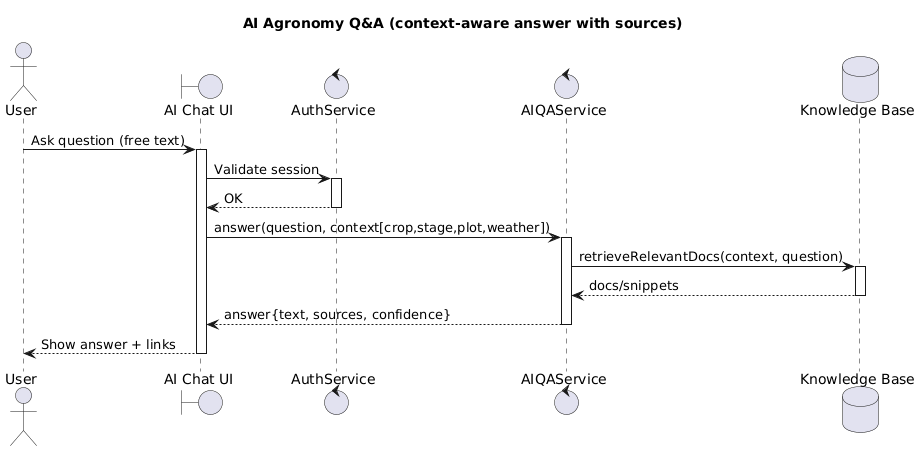 AI Agronomy Q&A (context-aware answer with sources)
User
AI Chat UI
AuthService
AIQAService
Knowledge Base
Ask question (free text)
Validate session
OK
answer(question, context[crop,stage,plot,weather])
retrieveRelevantDocs(context, question)
docs/snippets
answer{text, sources, confidence}
Show answer + links
User
AI Chat UI
AuthService
AIQAService
Knowledge Base